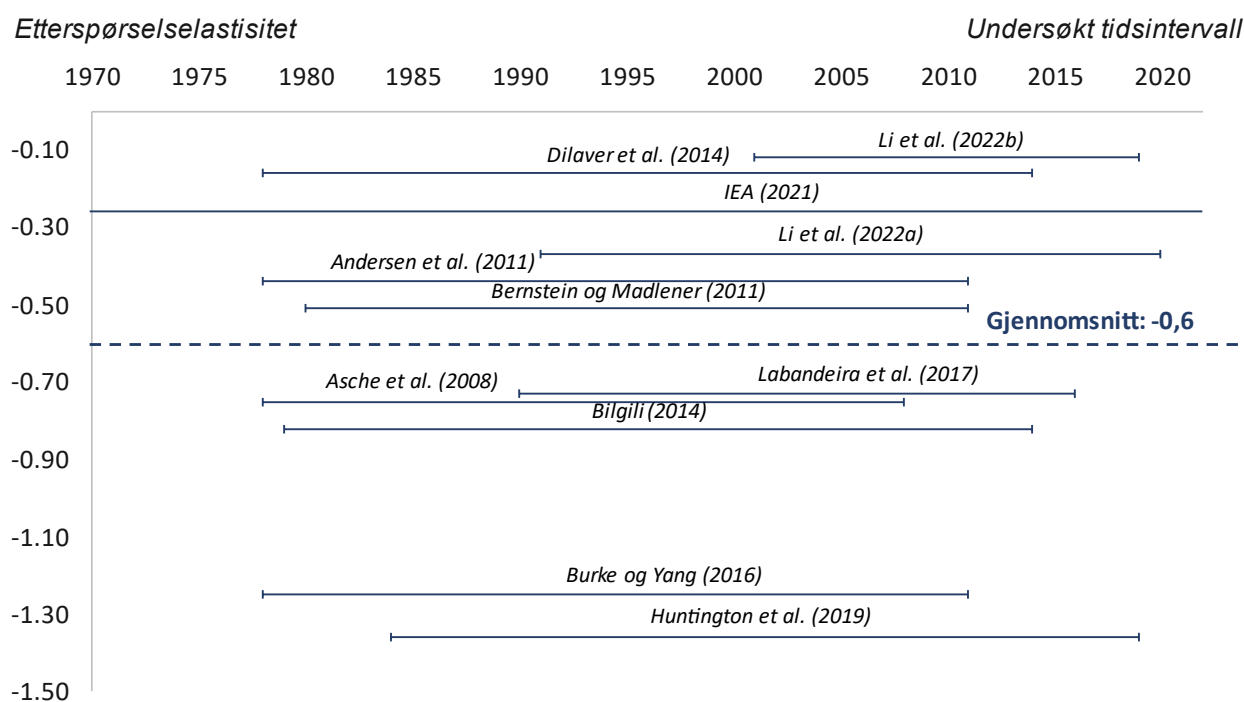 Etterspørselselastisitet
Undersøkt tidsintervall
1970 1975 1980 1985 1990 1995 2000 2005 2010 2015 2020
-0.10
Li et al. (2022b)
Dilaver et al. (2014)
IEA (2021)
-0.30
Li et al. (2022a)
Andersen et al. (2011)
Bernstein og Madlener (2011)
-0.50
Gjennomsnitt: -0,6
-0.70
Asche et al. (2008)
Labandeira et al. (2017)
Bilgili (2014)
-0.90
-1.10
Burke og Yang (2016)
-1.30
Huntington et al. (2019)
-1.50